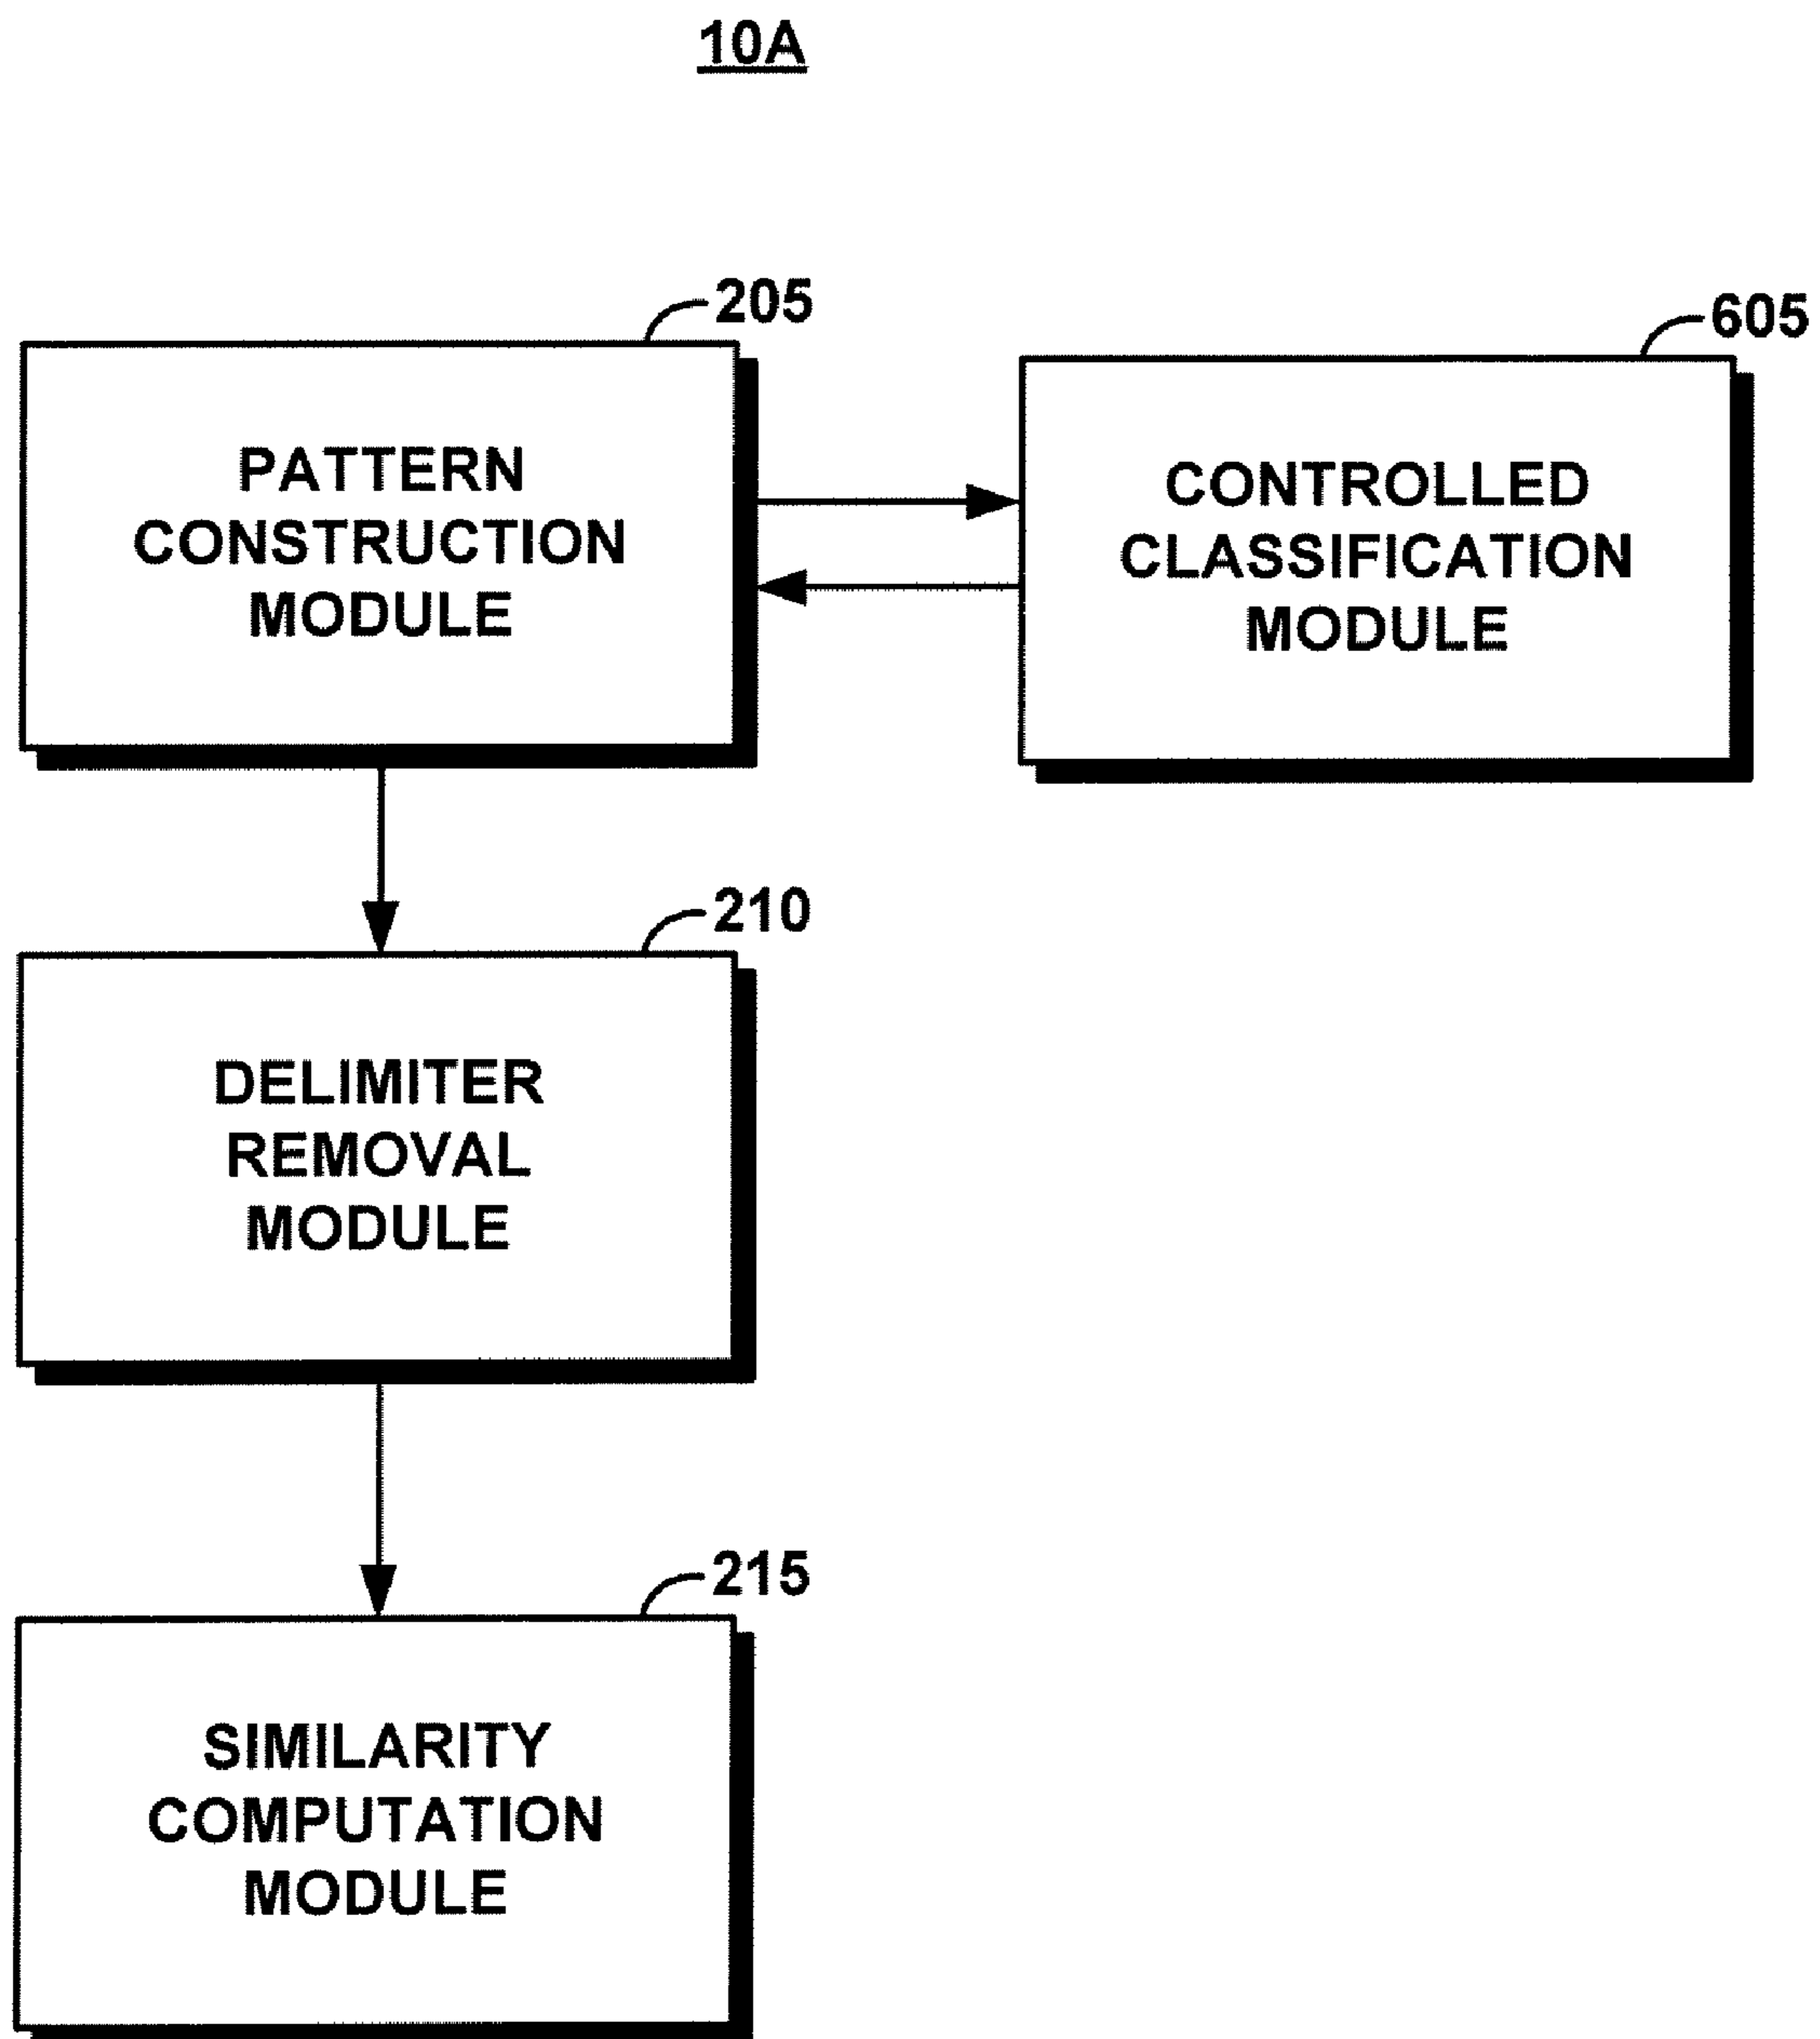 10A
205
PATTERN
CONSTRUCTION
MODULE
605
CONTROLLED
CLASSIFICATION
MODULE
210
DELIMITER
REMOVAL
MODULE
215
SIMILARITY
COMPUTATION
MODULE